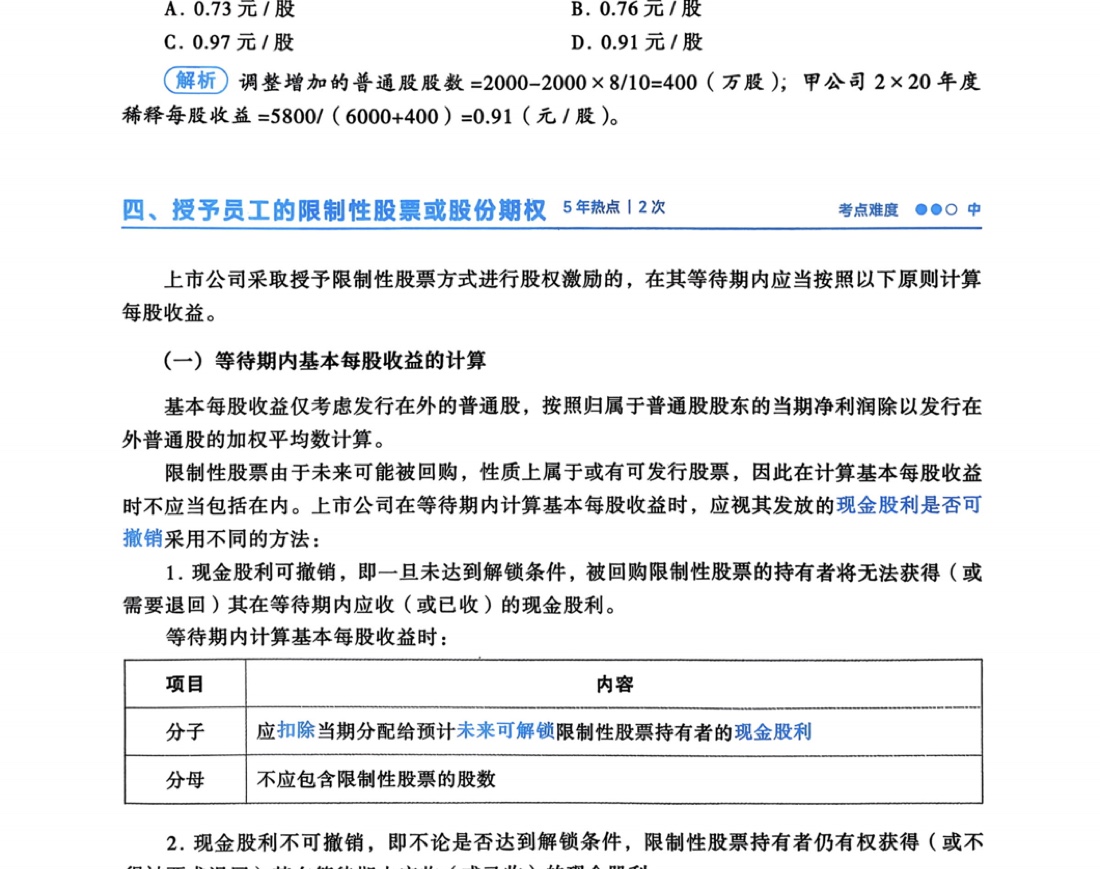 A. 0.73 元 / 股 B. 0.76 元 / 股
C. 0.97 元 / 股 D. 0.91 元 / 股
解析 调整增加的普通股股数 =2000-2000×8/10=400（万股）；甲公司 2×20 年度
稀释每股收益 =5800/（6000+400）=0.91（元 / 股）。
四、授予员工的限制性股票或股份期权 5 年热点 | 2 次 考点难度 中
上市公司采取授予限制性股票方式进行股权激励的，在其等待期内应当按照以下原则计算
每股收益。
（一）等待期内基本每股收益的计算
基本每股收益仅考虑发行在外的普通股，按照归属于普通股股东的当期净利润除以发行在
外普通股的加权平均数计算。
限制性股票由于未来可能被回购，性质上属于或有可发行股票，因此在计算基本每股收益
时不应当包括在内。上市公司在等待期内计算基本每股收益时，应视其发放的现金股利是否可
撤销采用不同的方法：
1. 现金股利可撤销，即一旦未达到解锁条件，被回购限制性股票的持有者将无法获得（或
需要退回）其在等待期内应收（或已收）的现金股利。
等待期内计算基本每股收益时：
项目 内容
分子 应扣除当期分配给预计未来可解锁限制性股票持有者的现金股利
分母 不应包含限制性股票的股数
2. 现金股利不可撤销，即不论是否达到解锁条件，限制性股票持有者仍有权获得（或不